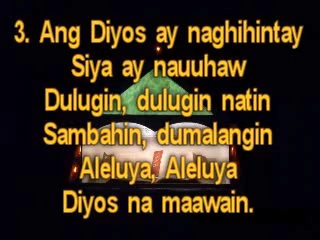 3. Ang Diyos ay naghihintay
Siya ay nauuhaw
Dulugin, dulugin natin
Sambahin, dumalangin
Aleluya, Aleluya
Diyos na maawain.